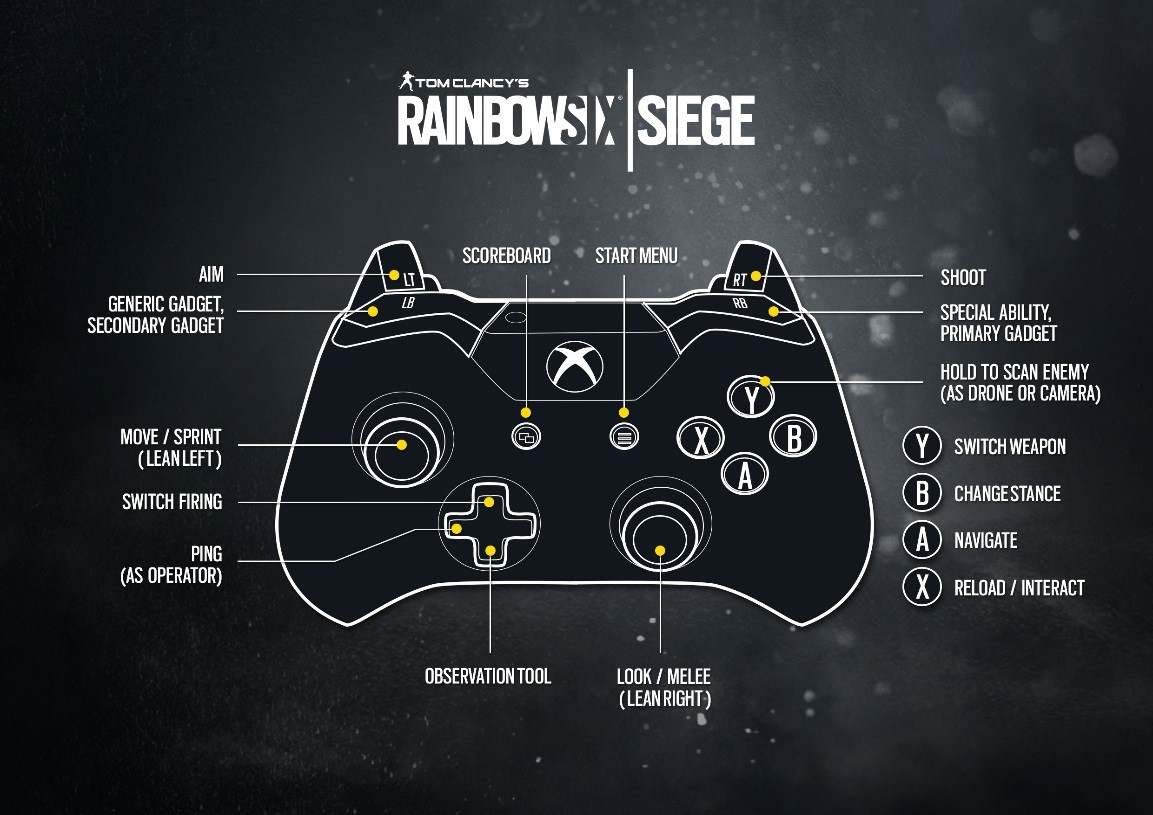 TOM CLANCY'S
RAINBOWSIX® SIEGE
SCOREBOARD
START MENU
AIM
LT
RT
SHOOT
GENERIC GADGET,
SECONDARY GADGET
LB
RB
SPECIAL ABILITY,
PRIMARY GADGET
HOLD TO SCAN ENEMY
(AS DRONE OR CAMERA)
Y
X
B
A
MOVE / SPRINT
(LEAN LEFT)
Y SWITCH WEAPON
B CHANGE STANCE
A NAVIGATE
X RELOAD / INTERACT
SWITCH FIRING
PING
(AS OPERATOR)
OBSERVATION TOOL
LOOK / MELEE
(LEAN RIGHT)